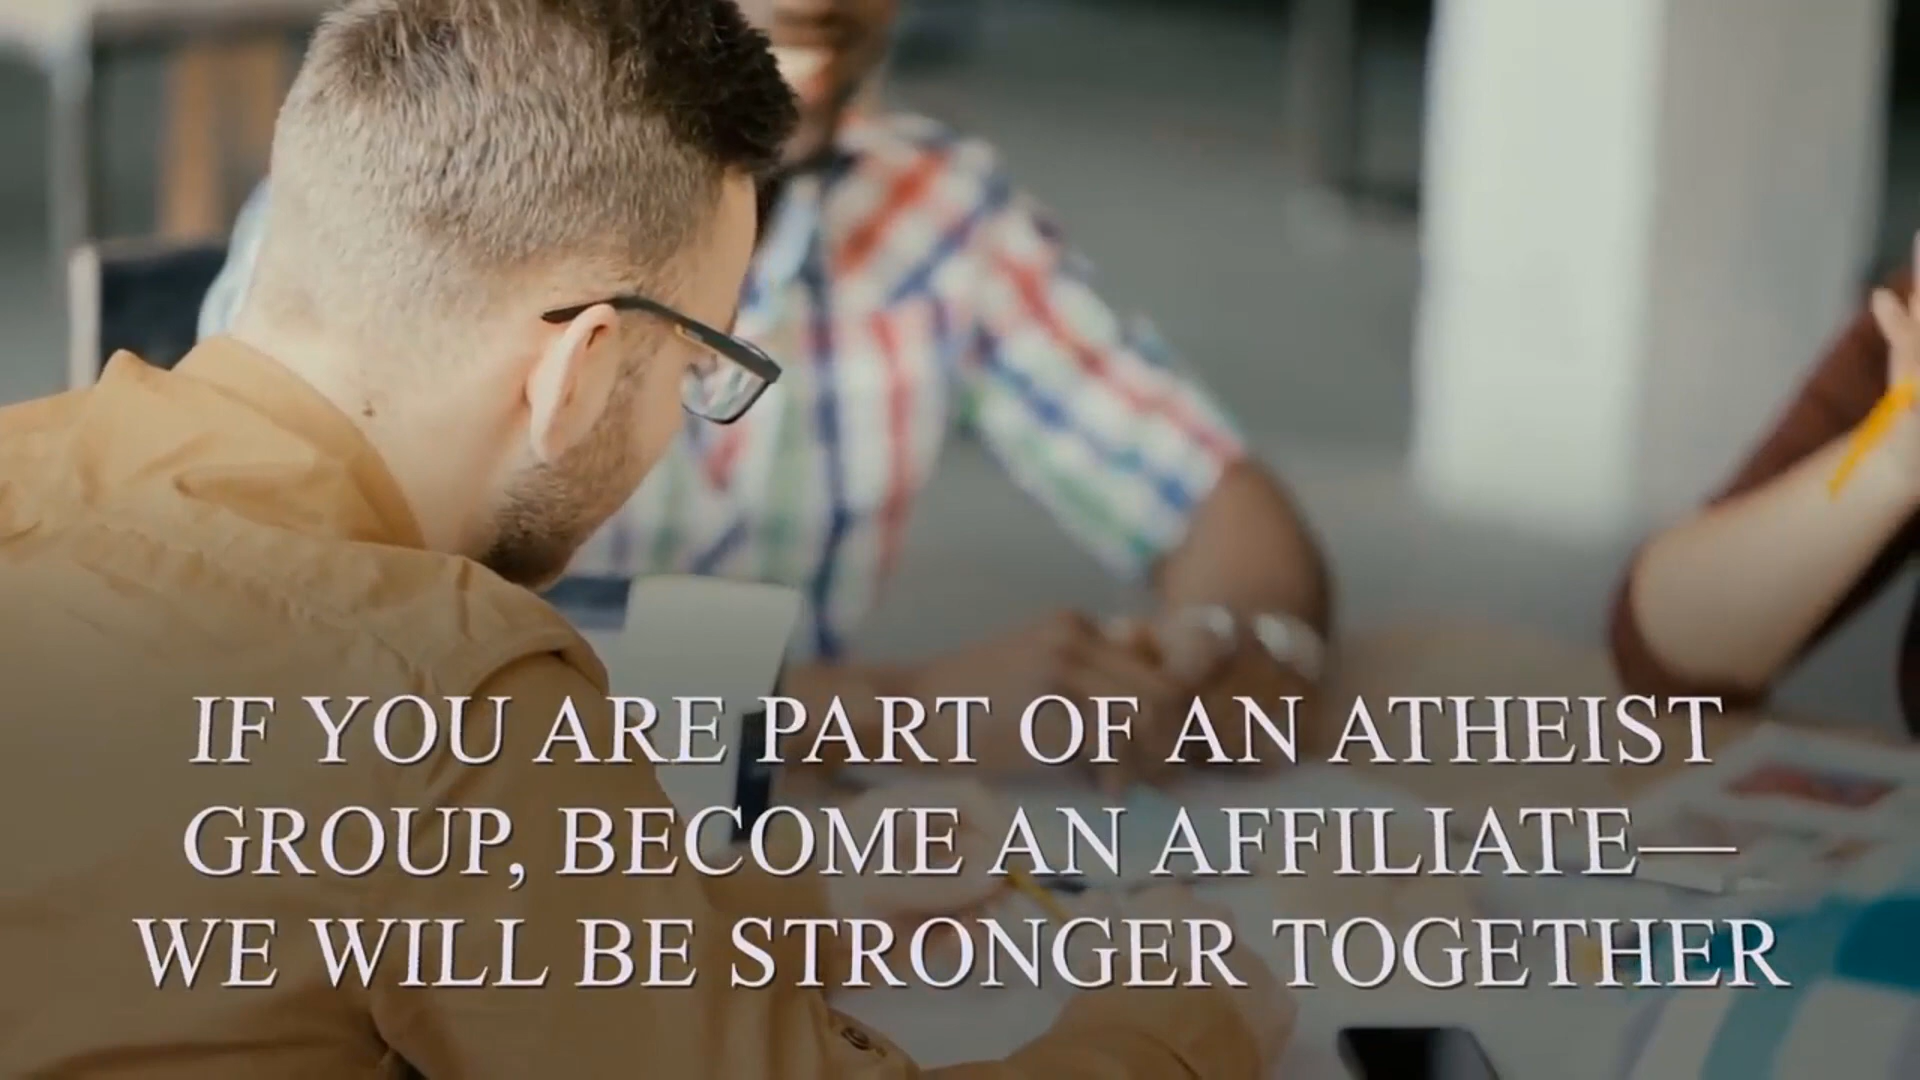 IF YOU ARE PART OF AN ATHEIST
GROUP, BECOME AN AFFILIATE—
WE WILL BE STRONGER TOGETHER